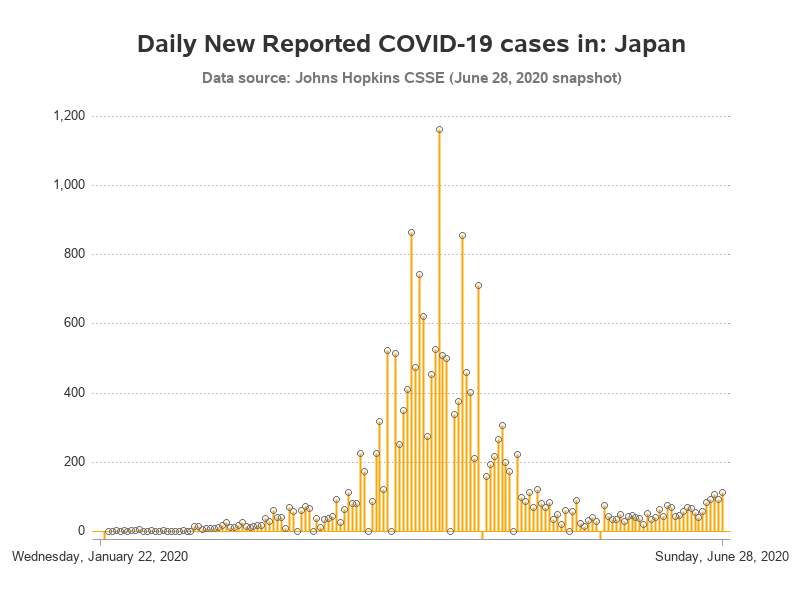 Daily New Reported COVID-19 cases in: Japan
Data source: Johns Hopkins CSSE (June 28, 2020 snapshot)
1,200
1,000
800
600
400
200
0
Wednesday, January 22, 2020 Sunday, June 28, 2020